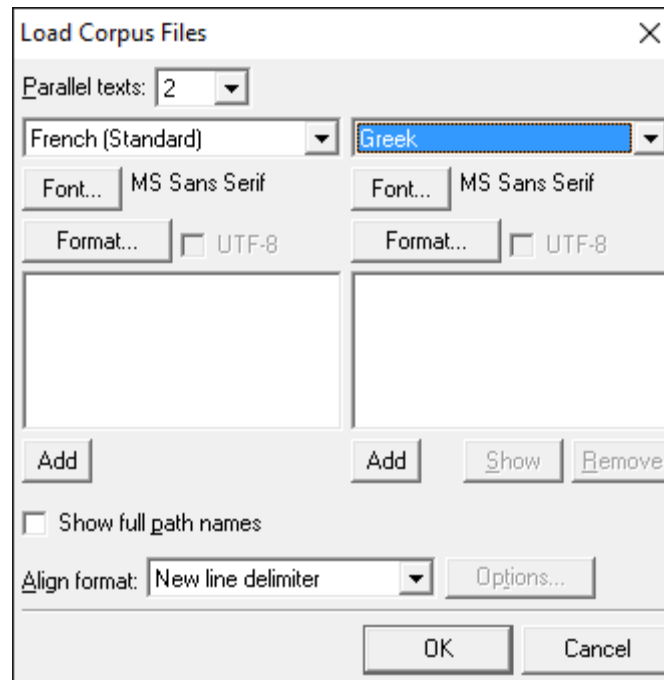 Load Corpus Files
Parallel texts: 2
French (Standard) Greek
Font... MS Sans Serif Font... MS Sans Serif
Format... UTF-8 Format... UTF-8
Add Add Show Remove
Show full path names
Align format: New line delimiter Options...
OK Cancel